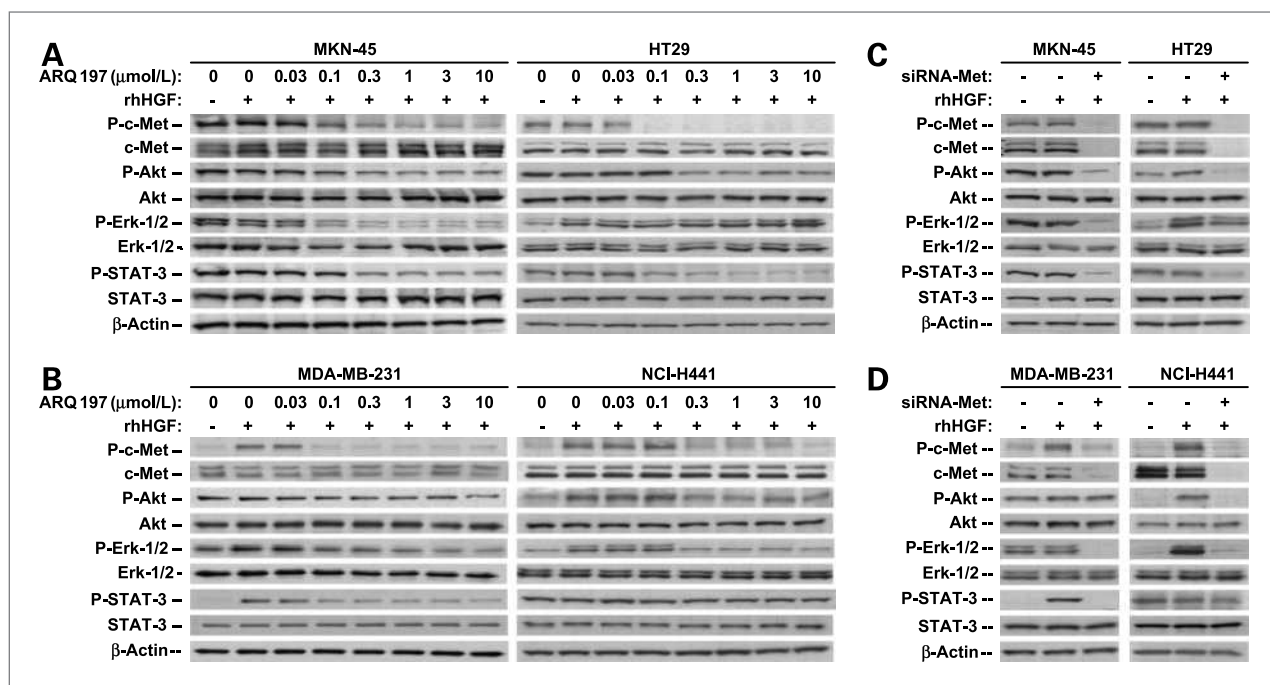 A
MKN-45 HT29
ARQ 197 (μmol/L): 0 0 0.03 0.1 0.3 1 3 10 0 0 0.03 0.1 0.3 1 3 10
rhHGF: - + + + + + + + - + + + + + + +
P-c-Met –
c-Met –
P-Akt –
Akt –
P-Erk-1/2 –
Erk-1/2 -
P-STAT-3 –
STAT-3 –
β-Actin –
B
MDA-MB-231 NCI-H441
ARQ 197 (μmol/L): 0 0 0.03 0.1 0.3 1 3 10 0 0 0.03 0.1 0.3 1 3 10
rhHGF: - + + + + + + + - + + + + + + +
P-c-Met –
c-Met –
P-Akt –
Akt –
P-Erk-1/2 –
Erk-1/2 -
P-STAT-3 –
STAT-3 --
β-Actin --
C
MKN-45 HT29
siRNA-Met: - - + - - +
rhHGF: - + + - + +
P-c-Met --
c-Met --
P-Akt --
Akt --
P-Erk-1/2 --
Erk-1/2 --
P-STAT-3 --
STAT-3 --
β-Actin --
D
MDA-MB-231 NCI-H441
siRNA-Met: - - + - - +
rhHGF: - + + - + +
P-c-Met --
c-Met --
P-Akt --
Akt --
P-Erk-1/2 --
Erk-1/2 --
P-STAT-3 --
STAT-3 --
β-Actin --